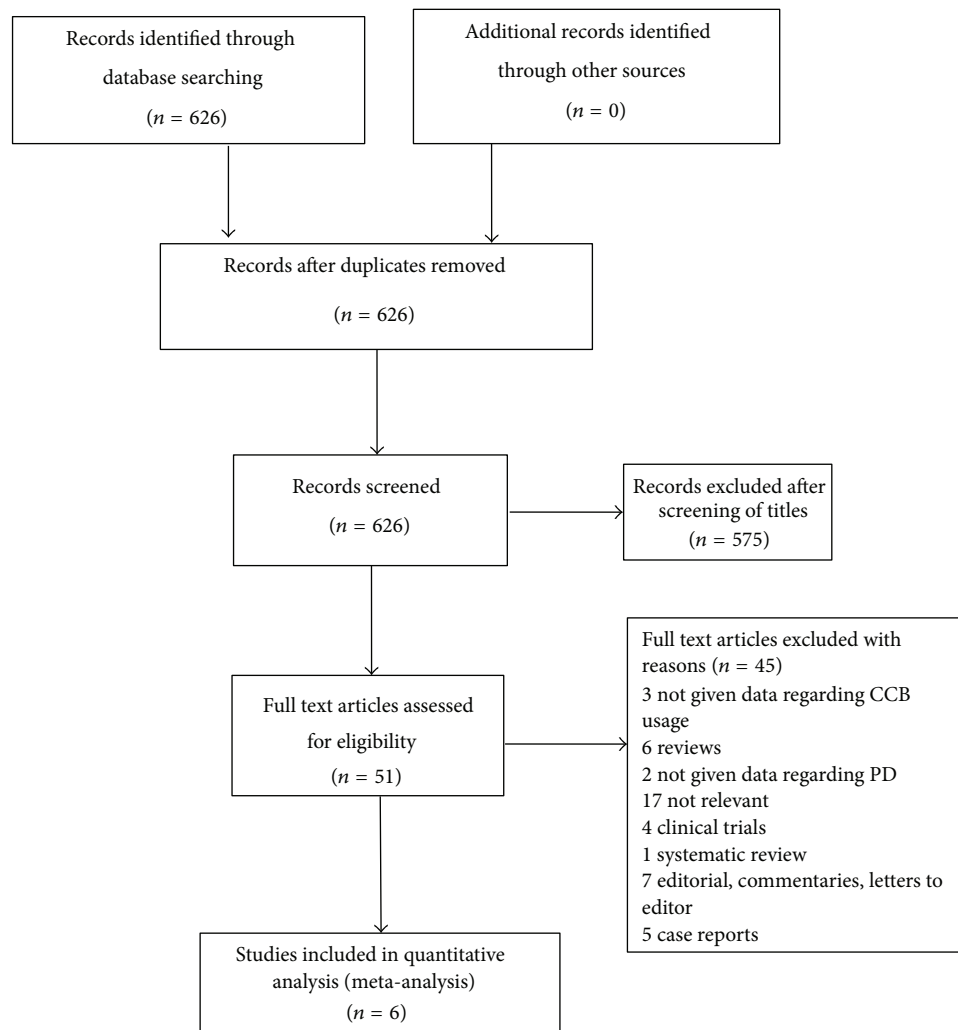 Records identified through
database searching
(n = 626)
Additional records identified
through other sources
(n = 0)
Records after duplicates removed
(n = 626)
Records screened
(n = 626)
Records excluded after
screening of titles
(n = 575)
Full text articles assessed
for eligibility
(n = 51)
Full text articles excluded with
reasons (n = 45)
3 not given data regarding CCB
usage
6 reviews
2 not given data regarding PD
17 not relevant
4 clinical trials
1 systematic review
7 editorial, commentaries, letters to
editor
5 case reports
Studies included in quantitative
analysis (meta-analysis)
(n = 6)